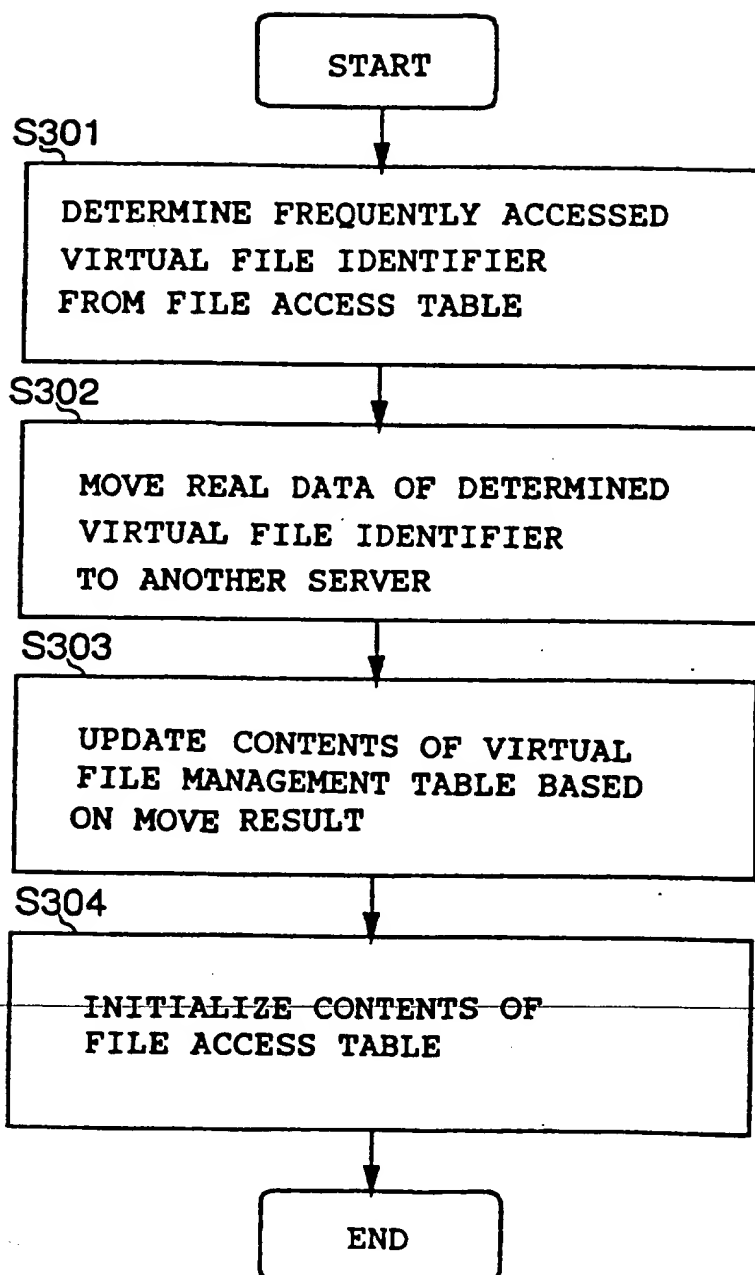 START
S301
DETERMINE FREQUENTLY ACCESSED
VIRTUAL FILE IDENTIFIER
FROM FILE ACCESS TABLE
S302
MOVE REAL DATA OF DETERMINED
VIRTUAL FILE IDENTIFIER
TO ANOTHER SERVER
S303
UPDATE CONTENTS OF VIRTUAL
FILE MANAGEMENT TABLE BASED
ON MOVE RESULT
S304
INITIALIZE CONTENTS OF
FILE ACCESS TABLE
END